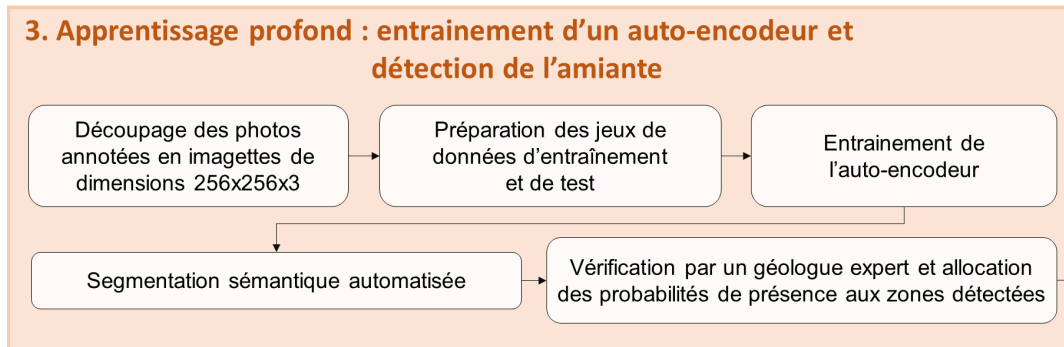 3. Apprentissage profond : entrainement d’un auto-encodeur et
détection de l’amiante
Découpage des photos
annotées en imagettes de
dimensions 256x256x3
Préparation des jeux de
données d’entraînement
et de test
Entrainement de
l’auto-encodeur
Segmentation sémantique automatisée
Vérification par un géologue expert et allocation
des probabilités de présence aux zones détectées